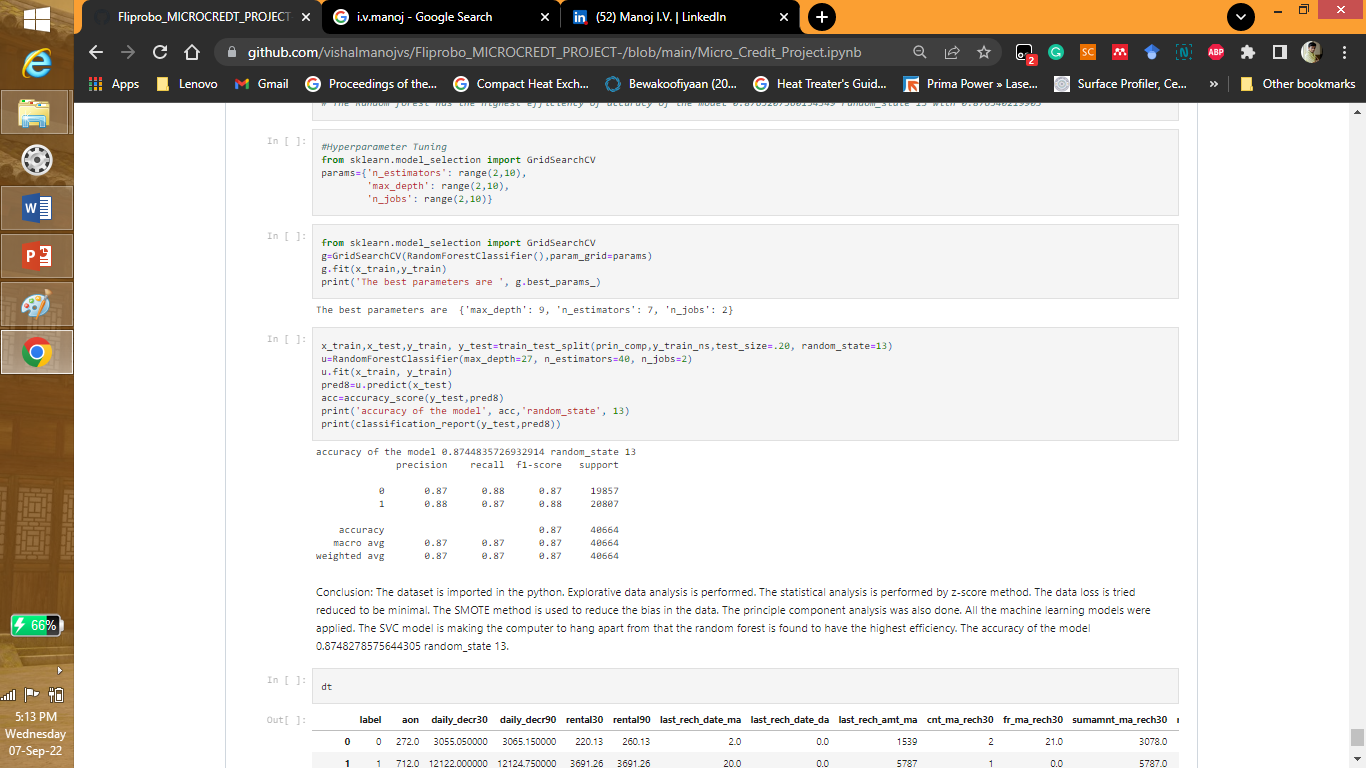 Fliprobo_MICROCREDT_PROJECT
i.v.manoj - Google Search
(52) Manoj I.V. | LinkedIn
github.com/vishalmanojvs/Fliprobo_MICROCREDT_PROJECT-/blob/main/Micro_Credit_Project.ipynb
Apps Lenovo Gmail Proceedings of the... Compact Heat Exch... Bewakoofiyaan (20... Heat Treater's Guid... Prima Power » Lase... Surface Profiler, Ce... » Other bookmarks
In [ ]:
#Hyperparameter Tuning
from sklearn.model_selection import GridSearchCV
params={'n_estimators': range(2,10),
'max_depth': range(2,10),
'n_jobs': range(2,10)}
In [ ]:
from sklearn.model_selection import GridSearchCV
g=GridSearchCV(RandomForestClassifier(),param_grid=params)
g.fit(x_train,y_train)
print('The best parameters are ', g.best_params_)
The best parameters are  {'max_depth': 9, 'n_estimators': 7, 'n_jobs': 2}
In [ ]:
x_train,x_test,y_train, y_test=train_test_split(prin_comp,y_train_ns,test_size=.20, random_state=13)
u=RandomForestClassifier(max_depth=27, n_estimators=40, n_jobs=2)
u.fit(x_train, y_train)
pred8=u.predict(x_test)
acc=accuracy_score(y_test,pred8)
print('accuracy of the model', acc,'random_state', 13)
print(classification_report(y_test,pred8))
accuracy of the model 0.8744835726932914 random_state 13
precision recall f1-score support
0 0.87 0.88 0.87 19857
1 0.88 0.87 0.88 20807
accuracy 0.87 40664
macro avg 0.87 0.87 0.87 40664
weighted avg 0.87 0.87 0.87 40664
Conclusion: The dataset is imported in the python. Explorative data analysis is performed. The statistical analysis is performed by z-score method. The data loss is tried
reduced to be minimal. The SMOTE method is used to reduce the bias in the data. The principle component analysis was also done. All the machine learning models were
applied. The SVC model is making the computer to hang apart from that the random forest is found to have the highest efficiency. The accuracy of the model
0.8748278575644305 random_state 13.
In [ ]:
dt
Out[ ]:
label aon daily_decr30 daily_decr90 rental30 rental90 last_rech_date_ma last_rech_date_da last_rech_amt_ma cnt_ma_rech30 fr_ma_rech30 sumamnt_ma_rech30
0 0 272.0 3055.050000 3065.150000 220.13 260.13 2.0 0.0 1539 2 21.0 3078.0
1 1 712.0 12122.000000 12124.750000 3691.26 3691.26 20.0 0.0 5787 1 0.0 5787.0
2
SC
N
ABP
W
P
66%
5:13 PM
Wednesday
07-Sep-22